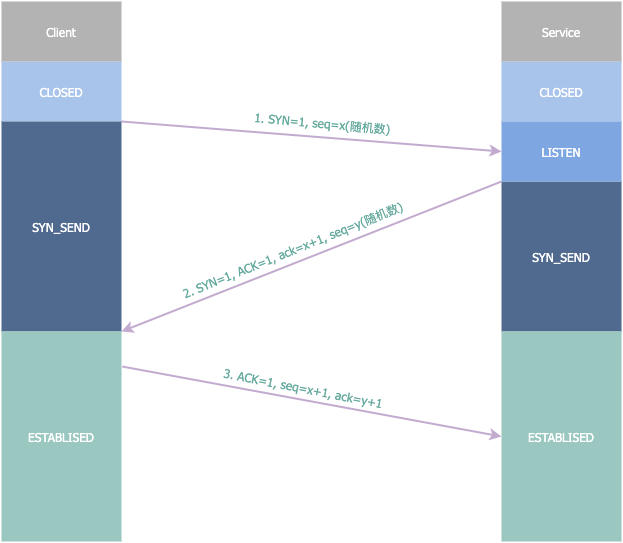 Client
Service
CLOSED
CLOSED
1. SYN=1, seq=x(随机数)
LISTEN
SYN_SEND
2. SYN=1, ACK=1, ack=x+1, seq=y(随机数)
SYN_SEND
3. ACK=1, seq=x+1, ack=y+1
ESTABLISED
ESTABLISED